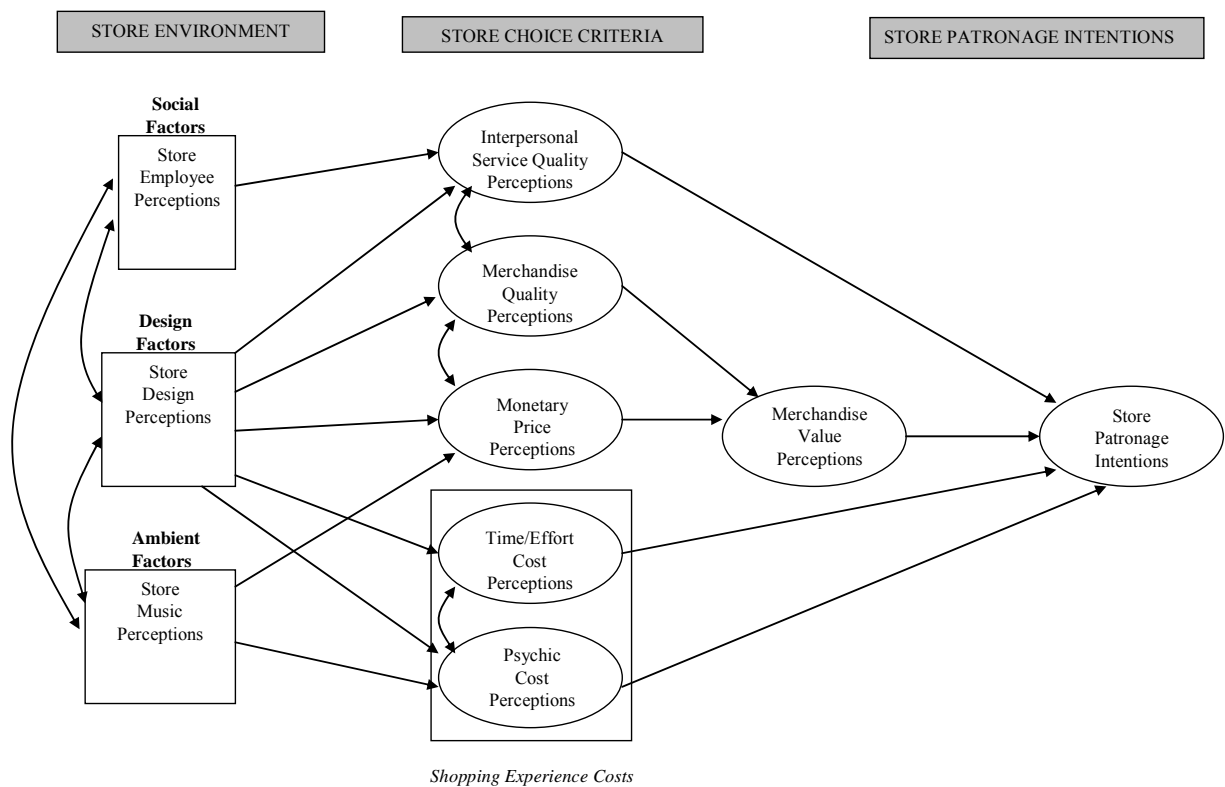 STORE ENVIRONMENT
STORE CHOICE CRITERIA
STORE PATRONAGE INTENTIONS
Social
Factors
Store
Employee
Perceptions
Interpersonal
Service Quality
Perceptions
Merchandise
Quality
Perceptions
Design
Factors
Store
Design
Perceptions
Monetary
Price
Perceptions
Merchandise
Value
Perceptions
Store
Patronage
Intentions
Ambient
Factors
Store
Music
Perceptions
Time/Effort
Cost
Perceptions
Psychic
Cost
Perceptions
Shopping Experience Costs